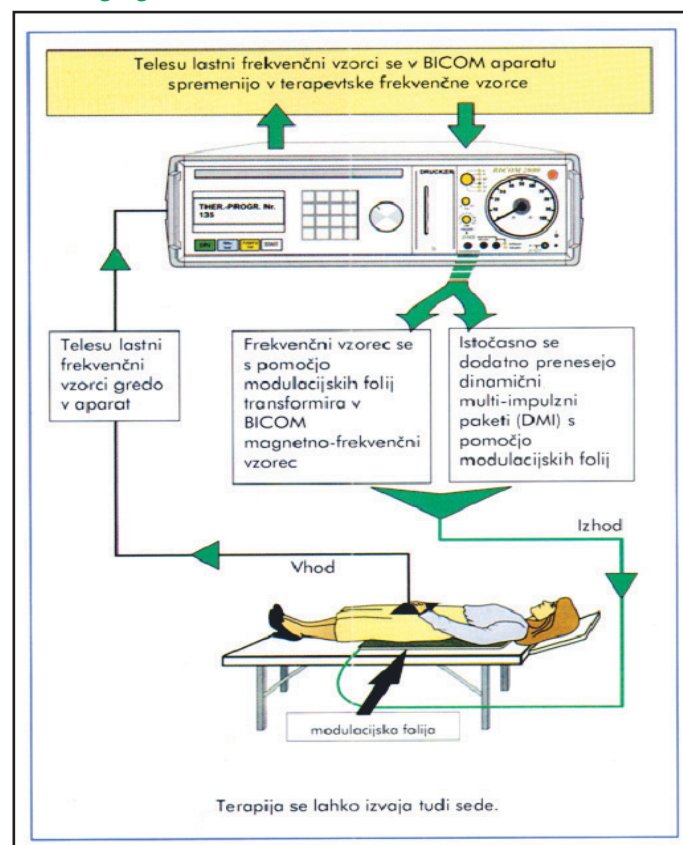 Telesu lastni frekvenčni vzorci se v BICOM aparatu
spremenijo v terapevtske frekvenčne vzorce
DRUCKER
BICOM 2000
THER.-PROGR. Nr.
135
START
Telesu lastni
frekvenčni
vzorci gredo
v aparat
Frekvenčni vzorec se
s pomočjo
modulacijskih folij
transformira v
BICOM
magnetno-frekvenčni
vzorec
Istočasno se
dodatno prenesejo
dinamični
multi-impulzni
paketi (DMI) s
pomočjo
modulacijskih folij
Izhod
Vhod
modulacijska folija
Terapija se lahko izvaja tudi sede.